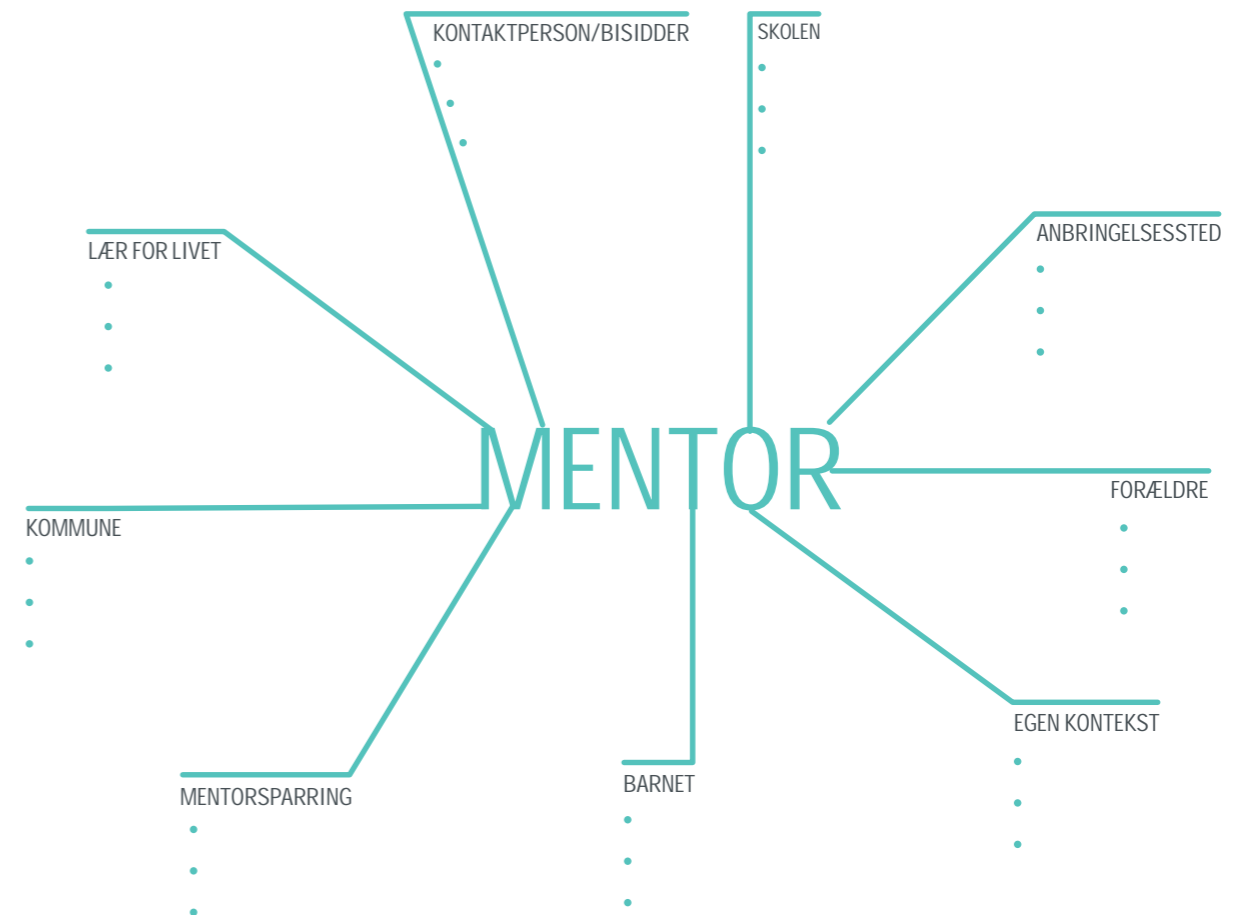 KONTAKTPERSON/BISIDDER
SKOLEN
ANBRINGELSESSTED
LÆR FOR LIVET
MENTOR
FORÆLDRE
KOMMUNE
EGEN KONTEKST
BARNET
MENTORSPARRING